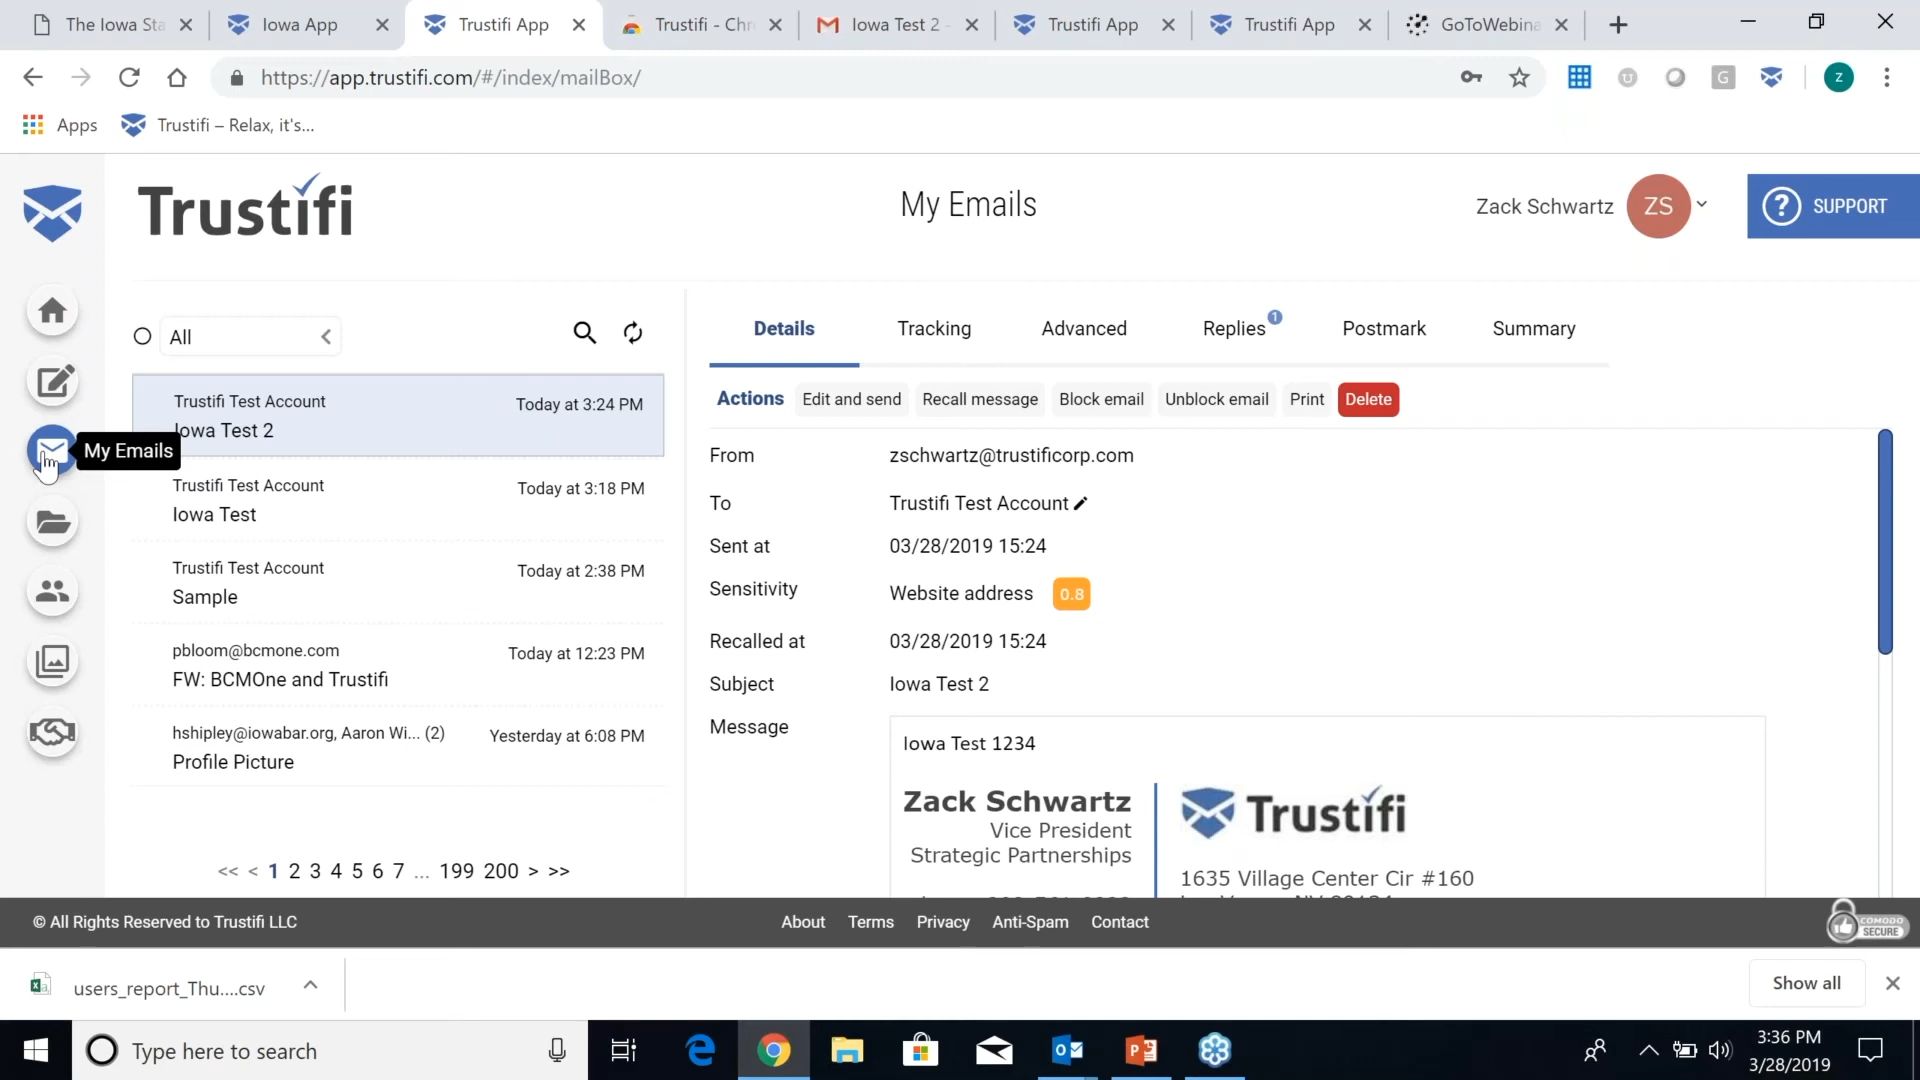 The Iowa Sta
Iowa App
Trustifi App
Trustifi - Chr
Iowa Test 2 -
Trustifi App
Trustifi App
GoToWebina
https://app.trustifi.com/#/index/mailBox/
G
z
Apps
Trustifi – Relax, it's...
Trustifi
My Emails
Zack Schwartz
ZS
? SUPPORT
All
Details
Tracking
Advanced
Replies 1
Postmark
Summary
Actions
Edit and send
Recall message
Block email
Unblock email
Print
Delete
Trustifi Test Account
Today at 3:24 PM
Iowa Test 2
My Emails
Trustifi Test Account
Today at 3:18 PM
Iowa Test
Trustifi Test Account
Today at 2:38 PM
Sample
pbloom@bcmone.com
Today at 12:23 PM
FW: BCMOne and Trustifi
hshipley@iowabar.org, Aaron Wi... (2)
Yesterday at 6:08 PM
Profile Picture
<< < 1 2 3 4 5 6 7 ... 199 200 > >>
From zschwartz@trustificorp.com
To Trustifi Test Account
Sent at 03/28/2019 15:24
Sensitivity Website address 0.8
Recalled at 03/28/2019 15:24
Subject Iowa Test 2
Message
Iowa Test 1234
Zack Schwartz
Vice President
Strategic Partnerships
Trustifi
1635 Village Center Cir #160
© All Rights Reserved to Trustifi LLC
About
Terms
Privacy
Anti-Spam
Contact
COMODO
SECURE
users_report_Thu....csv
Show all
Type here to search
3:36 PM
3/28/2019